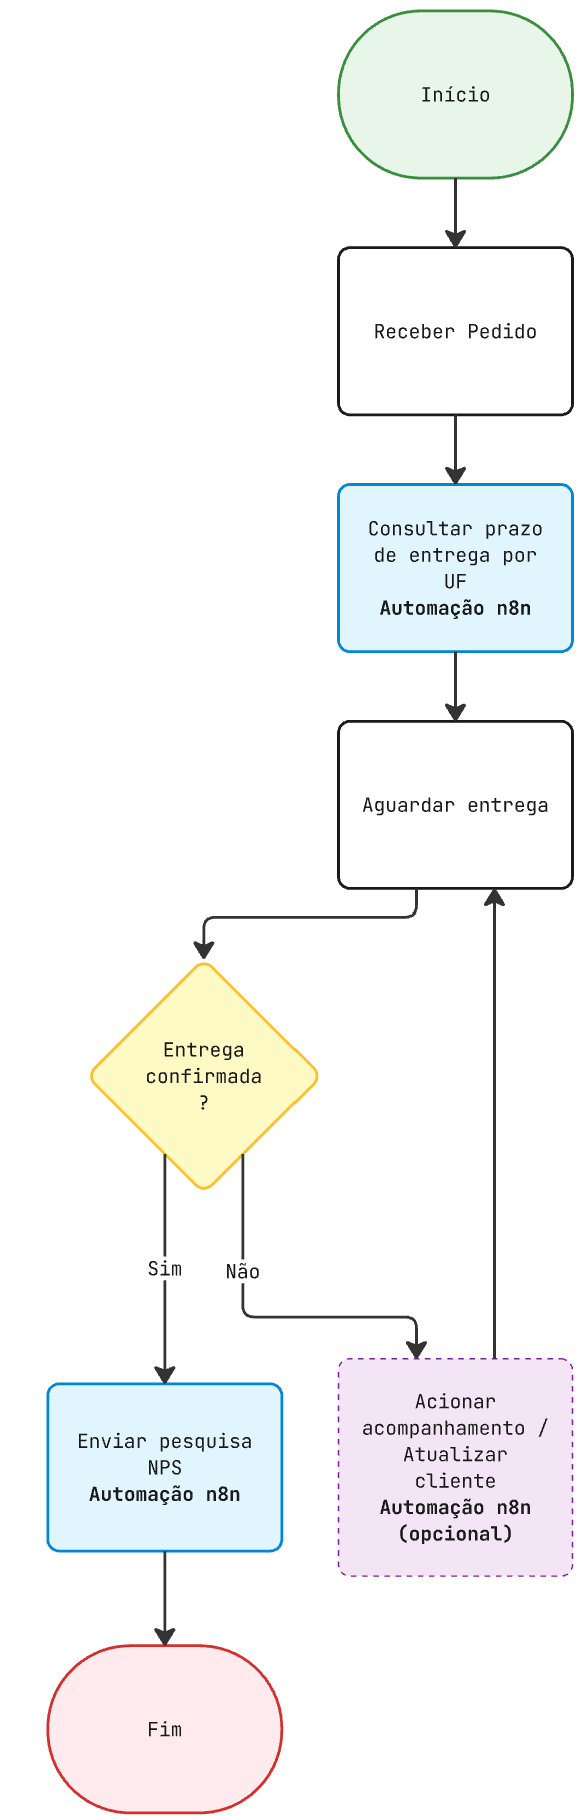 Início
Receber Pedido
Consultar prazo
de entrega por
UF
Automação n8n
Aguardar entrega
Entrega
confirmada
?
Sim
Não
Acionar
acompanhamento /
Atualizar
cliente
Automação n8n
(opcional)
Enviar pesquisa
NPS
Automação n8n
Fim